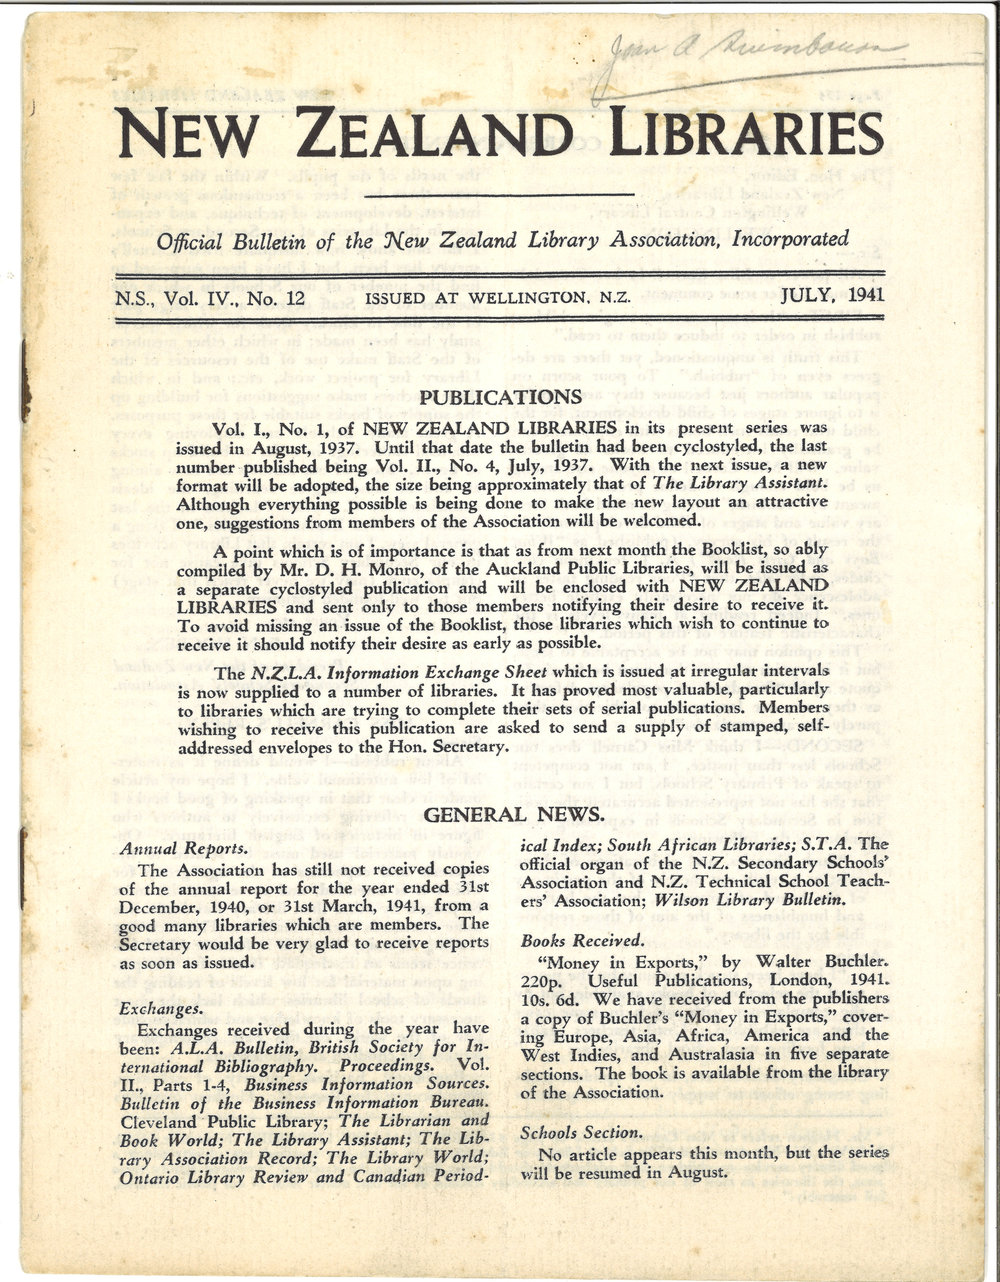 Joan A
NEW ZEALAND LIBRARIES
Official Bulletin of the New Zealand Library Association, Incorporated
N.S., Vol. IV., No. 12 ISSUED AT WELLINGTON, N.Z. JULY, 1941
PUBLICATIONS
Vol. I., No. 1, of NEW ZEALAND LIBRARIES in its present series was
issued in August, 1937. Until that date the bulletin had been cyclostyled, the last
number published being Vol. II., No. 4, July, 1937. With the next issue, a new
format will be adopted, the size being approximately that of The Library Assistant.
Although everything possible is being done to make the new layout an attractive
one, suggestions from members of the Association will be welcomed.
A point which is of importance is that as from next month the Booklist, so ably
compiled by Mr. D. H. Monro, of the Auckland Public Libraries, will be issued as
a separate cyclostyled publication and will be enclosed with NEW ZEALAND
LIBRARIES and sent only to those members notifying their desire to receive it.
To avoid missing an issue of the Booklist, those libraries which wish to continue to
receive it should notify their desire as early as possible.
The N.Z.L.A. Information Exchange Sheet which is issued at irregular intervals
is now supplied to a number of libraries. It has proved most valuable, particularly
to libraries which are trying to complete their sets of serial publications. Members
wishing to receive this publication are asked to send a supply of stamped, self-
addressed envelopes to the Hon. Secretary.
GENERAL NEWS.
Annual Reports.
The Association has still not received copies
of the annual report for the year ended 31st
December, 1940, or 31st March, 1941, from a
good many libraries which are members. The
Secretary would be very glad to receive reports
as soon as issued.
Exchanges.
Exchanges received during the year have
been: A.L.A. Bulletin, British Society for In-
ternational Bibliography. Proceedings. Vol.
II., Parts 1-4, Business Information Sources.
Bulletin of the Business Information Bureau.
Cleveland Public Library; The Librarian and
Book World; The Library Assistant; The Lib-
rary Association Record; The Library World;
Ontario Library Review and Canadian Period-
ical Index; South African Libraries; S.T.A. The
official organ of the N.Z. Secondary Schools'
Association and N.Z. Technical School Teach-
ers' Association; Wilson Library Bulletin.
Books Received.
"Money in Exports," by Walter Buchler.
220p. Useful Publications, London, 1941.
10s. 6d. We have received from the publishers
a copy of Buchler's "Money in Exports," cover-
ing Europe, Asia, Africa, America and the
West Indies, and Australasia in five separate
sections. The book is available from the library
of the Association.
Schools Section.
No article appears this month, but the series
will be resumed in August.